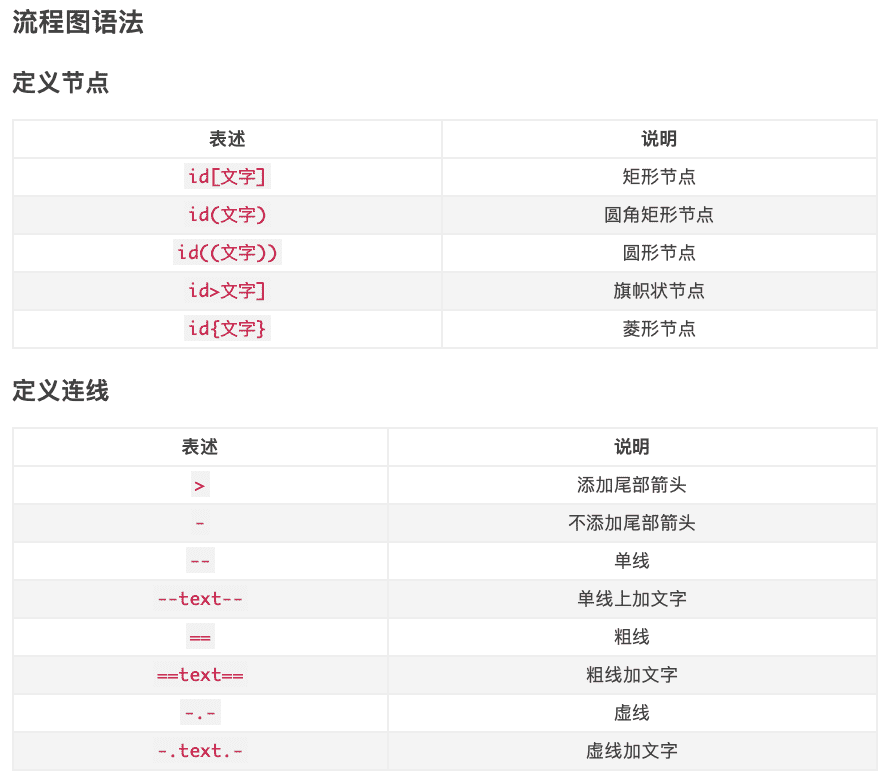 流程图语法
定义节点
表述 说明
id[文字] 矩形节点
id(文字) 圆角矩形节点
id((文字)) 圆形节点
id>文字] 旗帜状节点
id{文字} 菱形节点
定义连线
表述 说明
> 添加尾部箭头
- 不添加尾部箭头
-- 单线
--text-- 单线上加文字
== 粗线
==text== 粗线加文字
-.- 虚线
-.text.- 虚线加文字